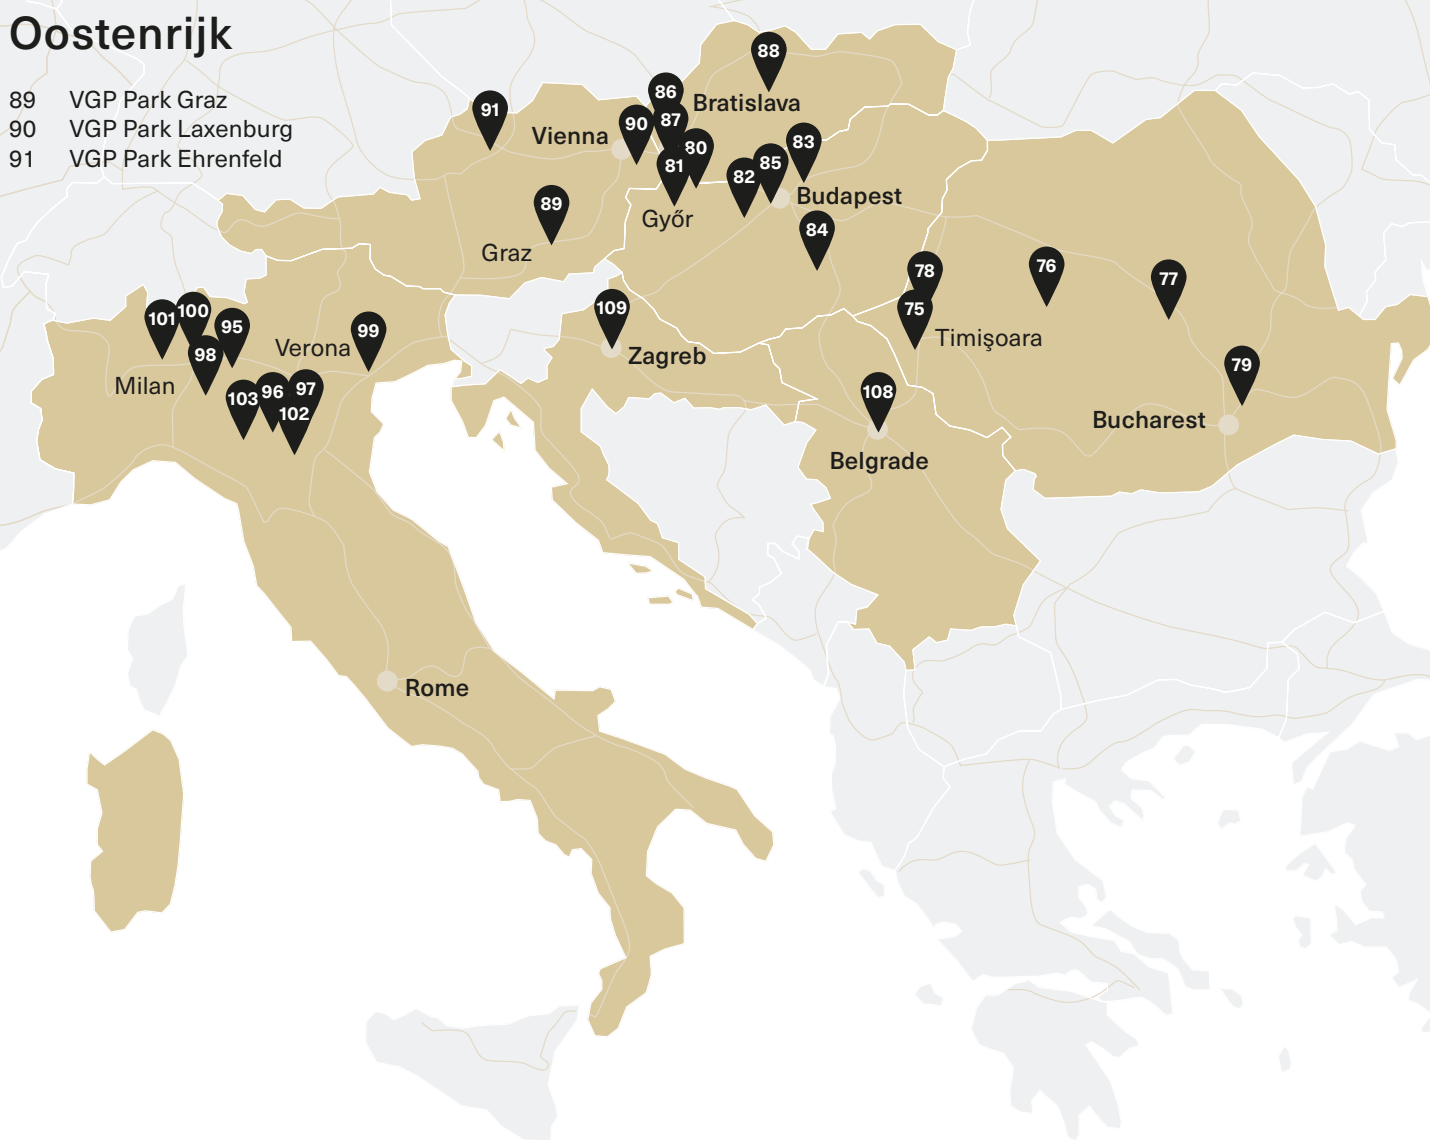 Oostenrijk
89 VGP Park Graz
90 VGP Park Laxenburg
91 VGP Park Ehrenfeld
88
86
Bratislava
91
87
90
Vienna
83
80
85
81
82
Budapest
89
Győr
84
Graz
78
76
77
109
100
101
75
95
99
Timişoara
Verona
98
Zagreb
79
Milan
97
96
108
103
102
Bucharest
Belgrade
Rome